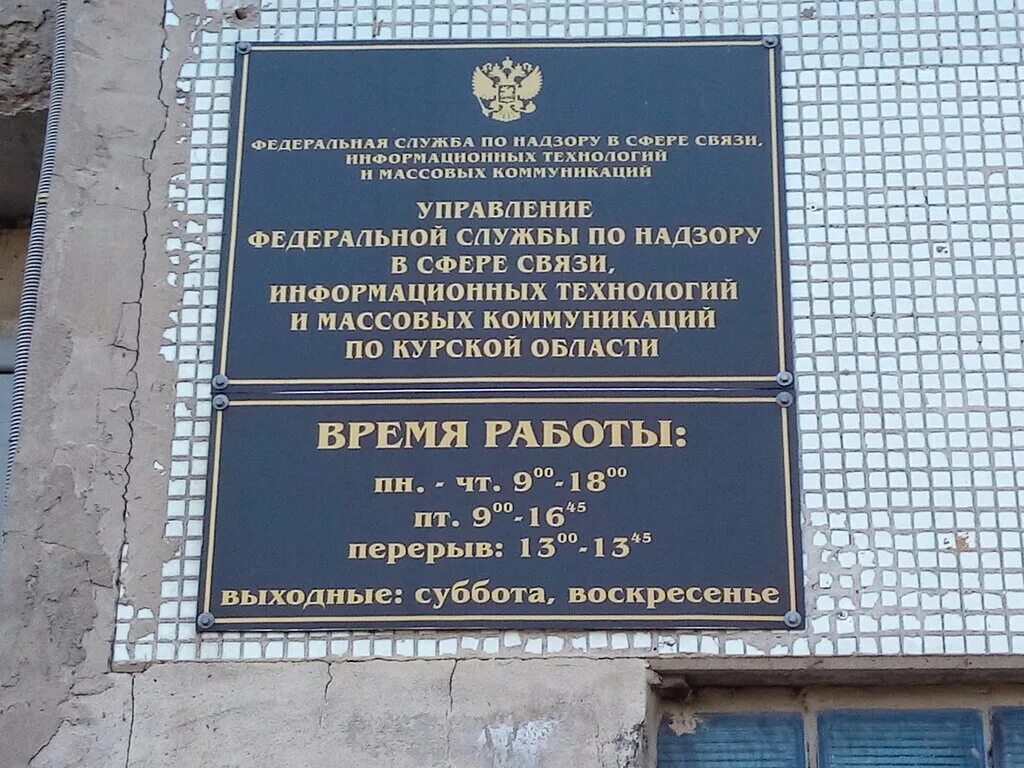 ФЕДЕРАЛЬНАЯ СЛУЖБА ПО НАДЗОРУ В СФЕРЕ СВЯЗИ,
ИНФОРМАЦИОННЫХ ТЕХНОЛОГИЙ
И МАССОВЫХ КОММУНИКАЦИЙ
УПРАВЛЕНИЕ
ФЕДЕРАЛЬНОЙ СЛУЖБЫ ПО НАДЗОРУ
В СФЕРЕ СВЯЗИ,
ИНФОРМАЦИОННЫХ ТЕХНОЛОГИЙ
И МАССОВЫХ КОММУНИКАЦИЙ
ПО КУРСКОЙ ОБЛАСТИ
ВРЕМЯ РАБОТЫ:
пн. - чт. 9⁰⁰-18⁰⁰
пт. 9⁰⁰-16⁴⁵
перерыв: 13⁰⁰-13⁴⁵
выходные: суббота, воскресенье